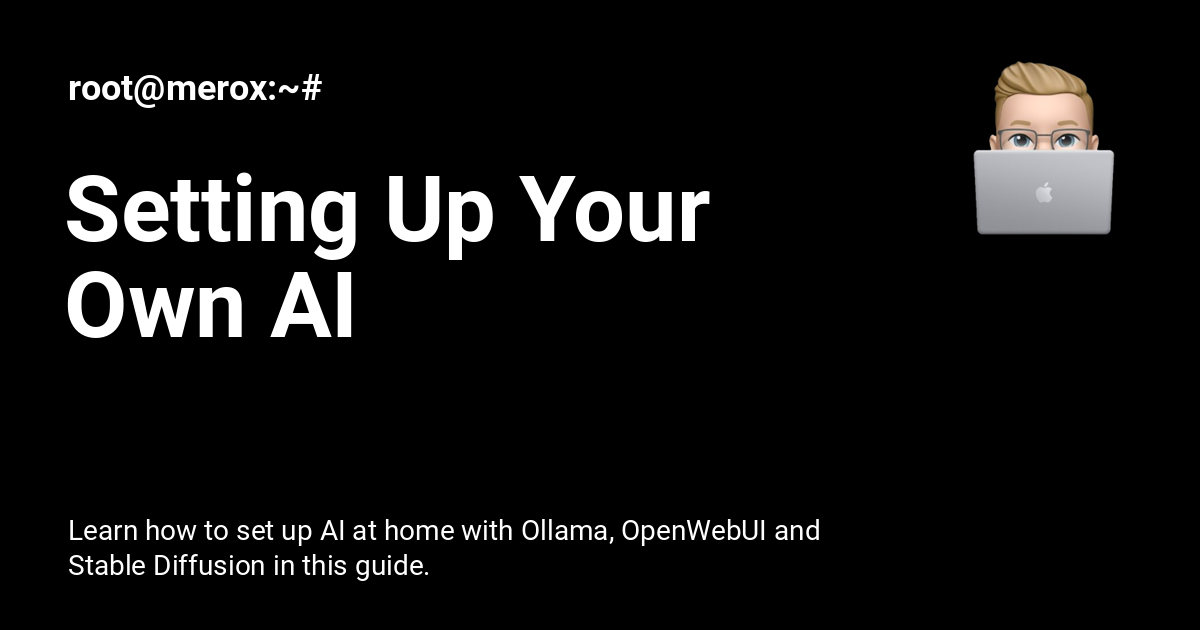 root@merox:~#
Setting Up Your
Own AI
Learn how to set up AI at home with Ollama, OpenWebUI and
Stable Diffusion in this guide.